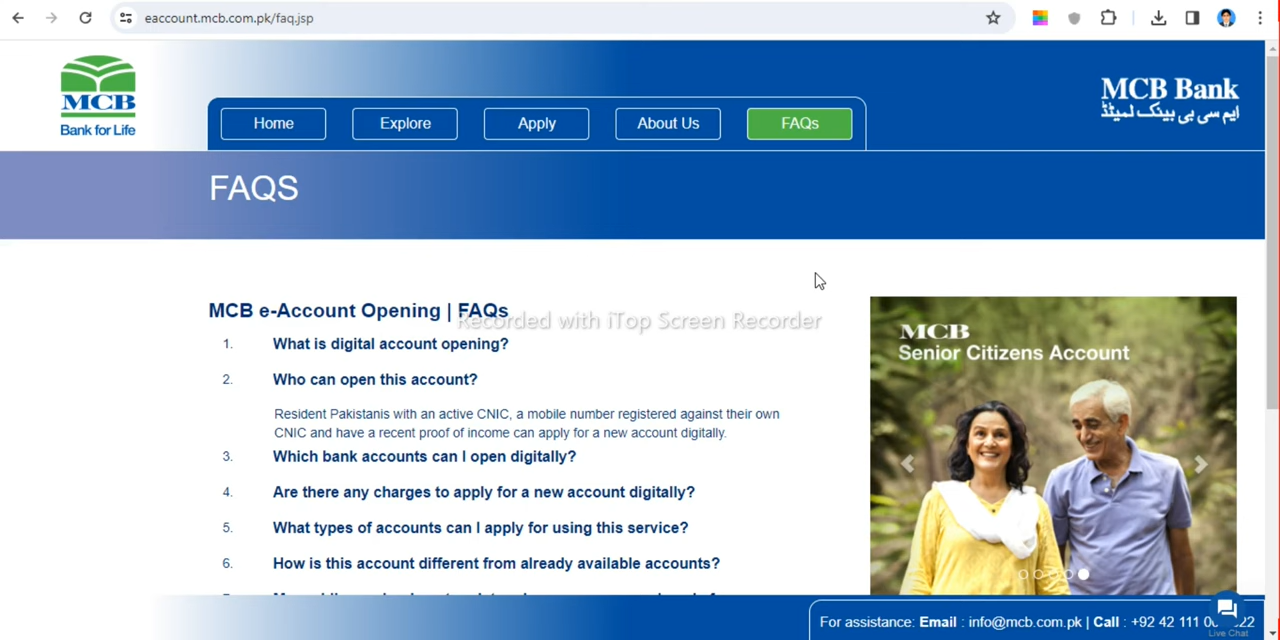 eaccount.mcb.com.pk/faq.jsp
MCB
Bank for Life
Home
Explore
Apply
About Us
FAQs
MCB Bank
ایم سی بی بینک لمیٹڈ
FAQS
MCB e-Account Opening | FAQs
Recorded with iTop Screen Recorder
1. What is digital account opening?
2. Who can open this account?
Resident Pakistanis with an active CNIC, a mobile number registered against their own
CNIC and have a recent proof of income can apply for a new account digitally.
3. Which bank accounts can I open digitally?
4. Are there any charges to apply for a new account digitally?
5. What types of accounts can I apply for using this service?
6. How is this account different from already available accounts?
MCB
Senior Citizens Account
For assistance: Email : info@mcb.com.pk | Call : +92 42 111
Live Chat